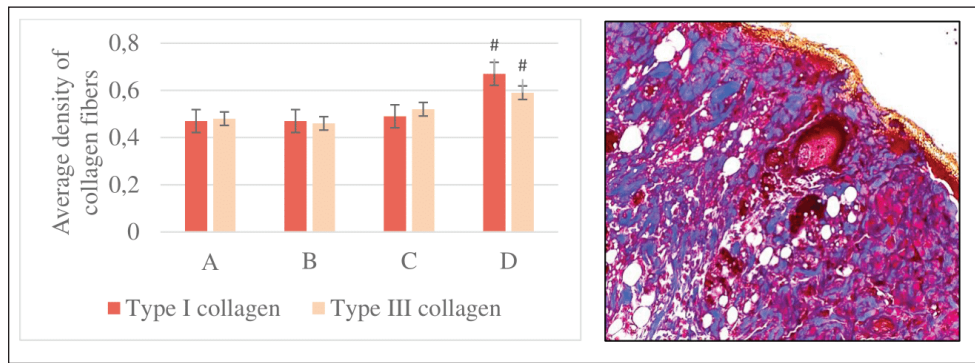 Average density of
collagen fibers
0,8
0,6
0,4
0,2
0
#
#
A B C D
Type I collagen Type III collagen